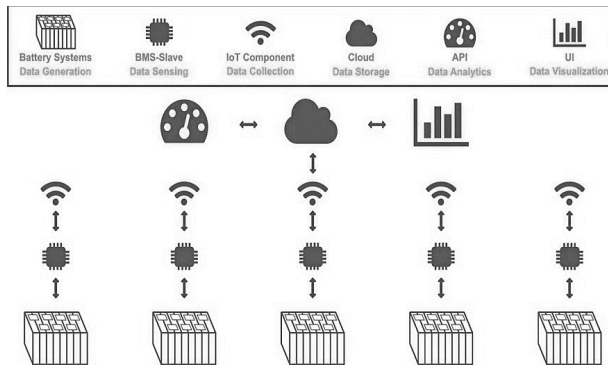 Battery Systems BMS-Slave IoT Component Cloud API UI
Data Generation Data Sensing Data Collection Data Storage Data Analytics Data Visualization